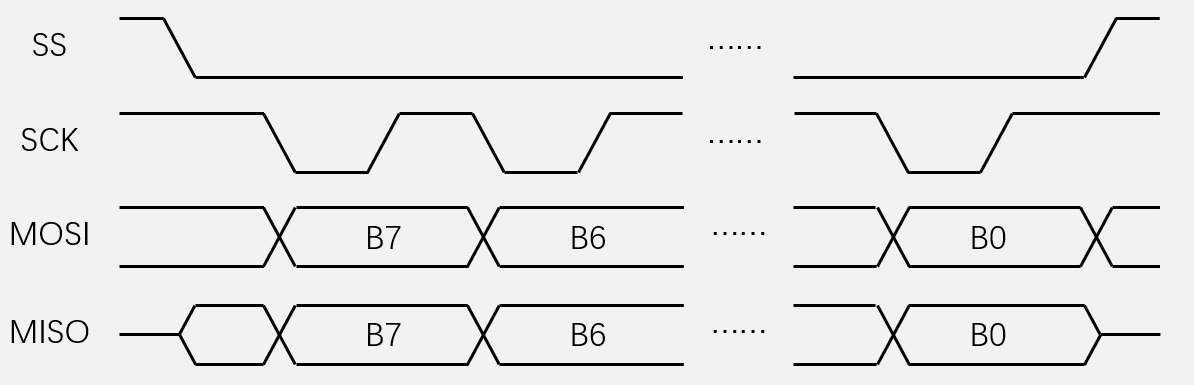 SS ……
SCK ……
MOSI B7 B6 …… B0
MISO B7 B6 …… B0